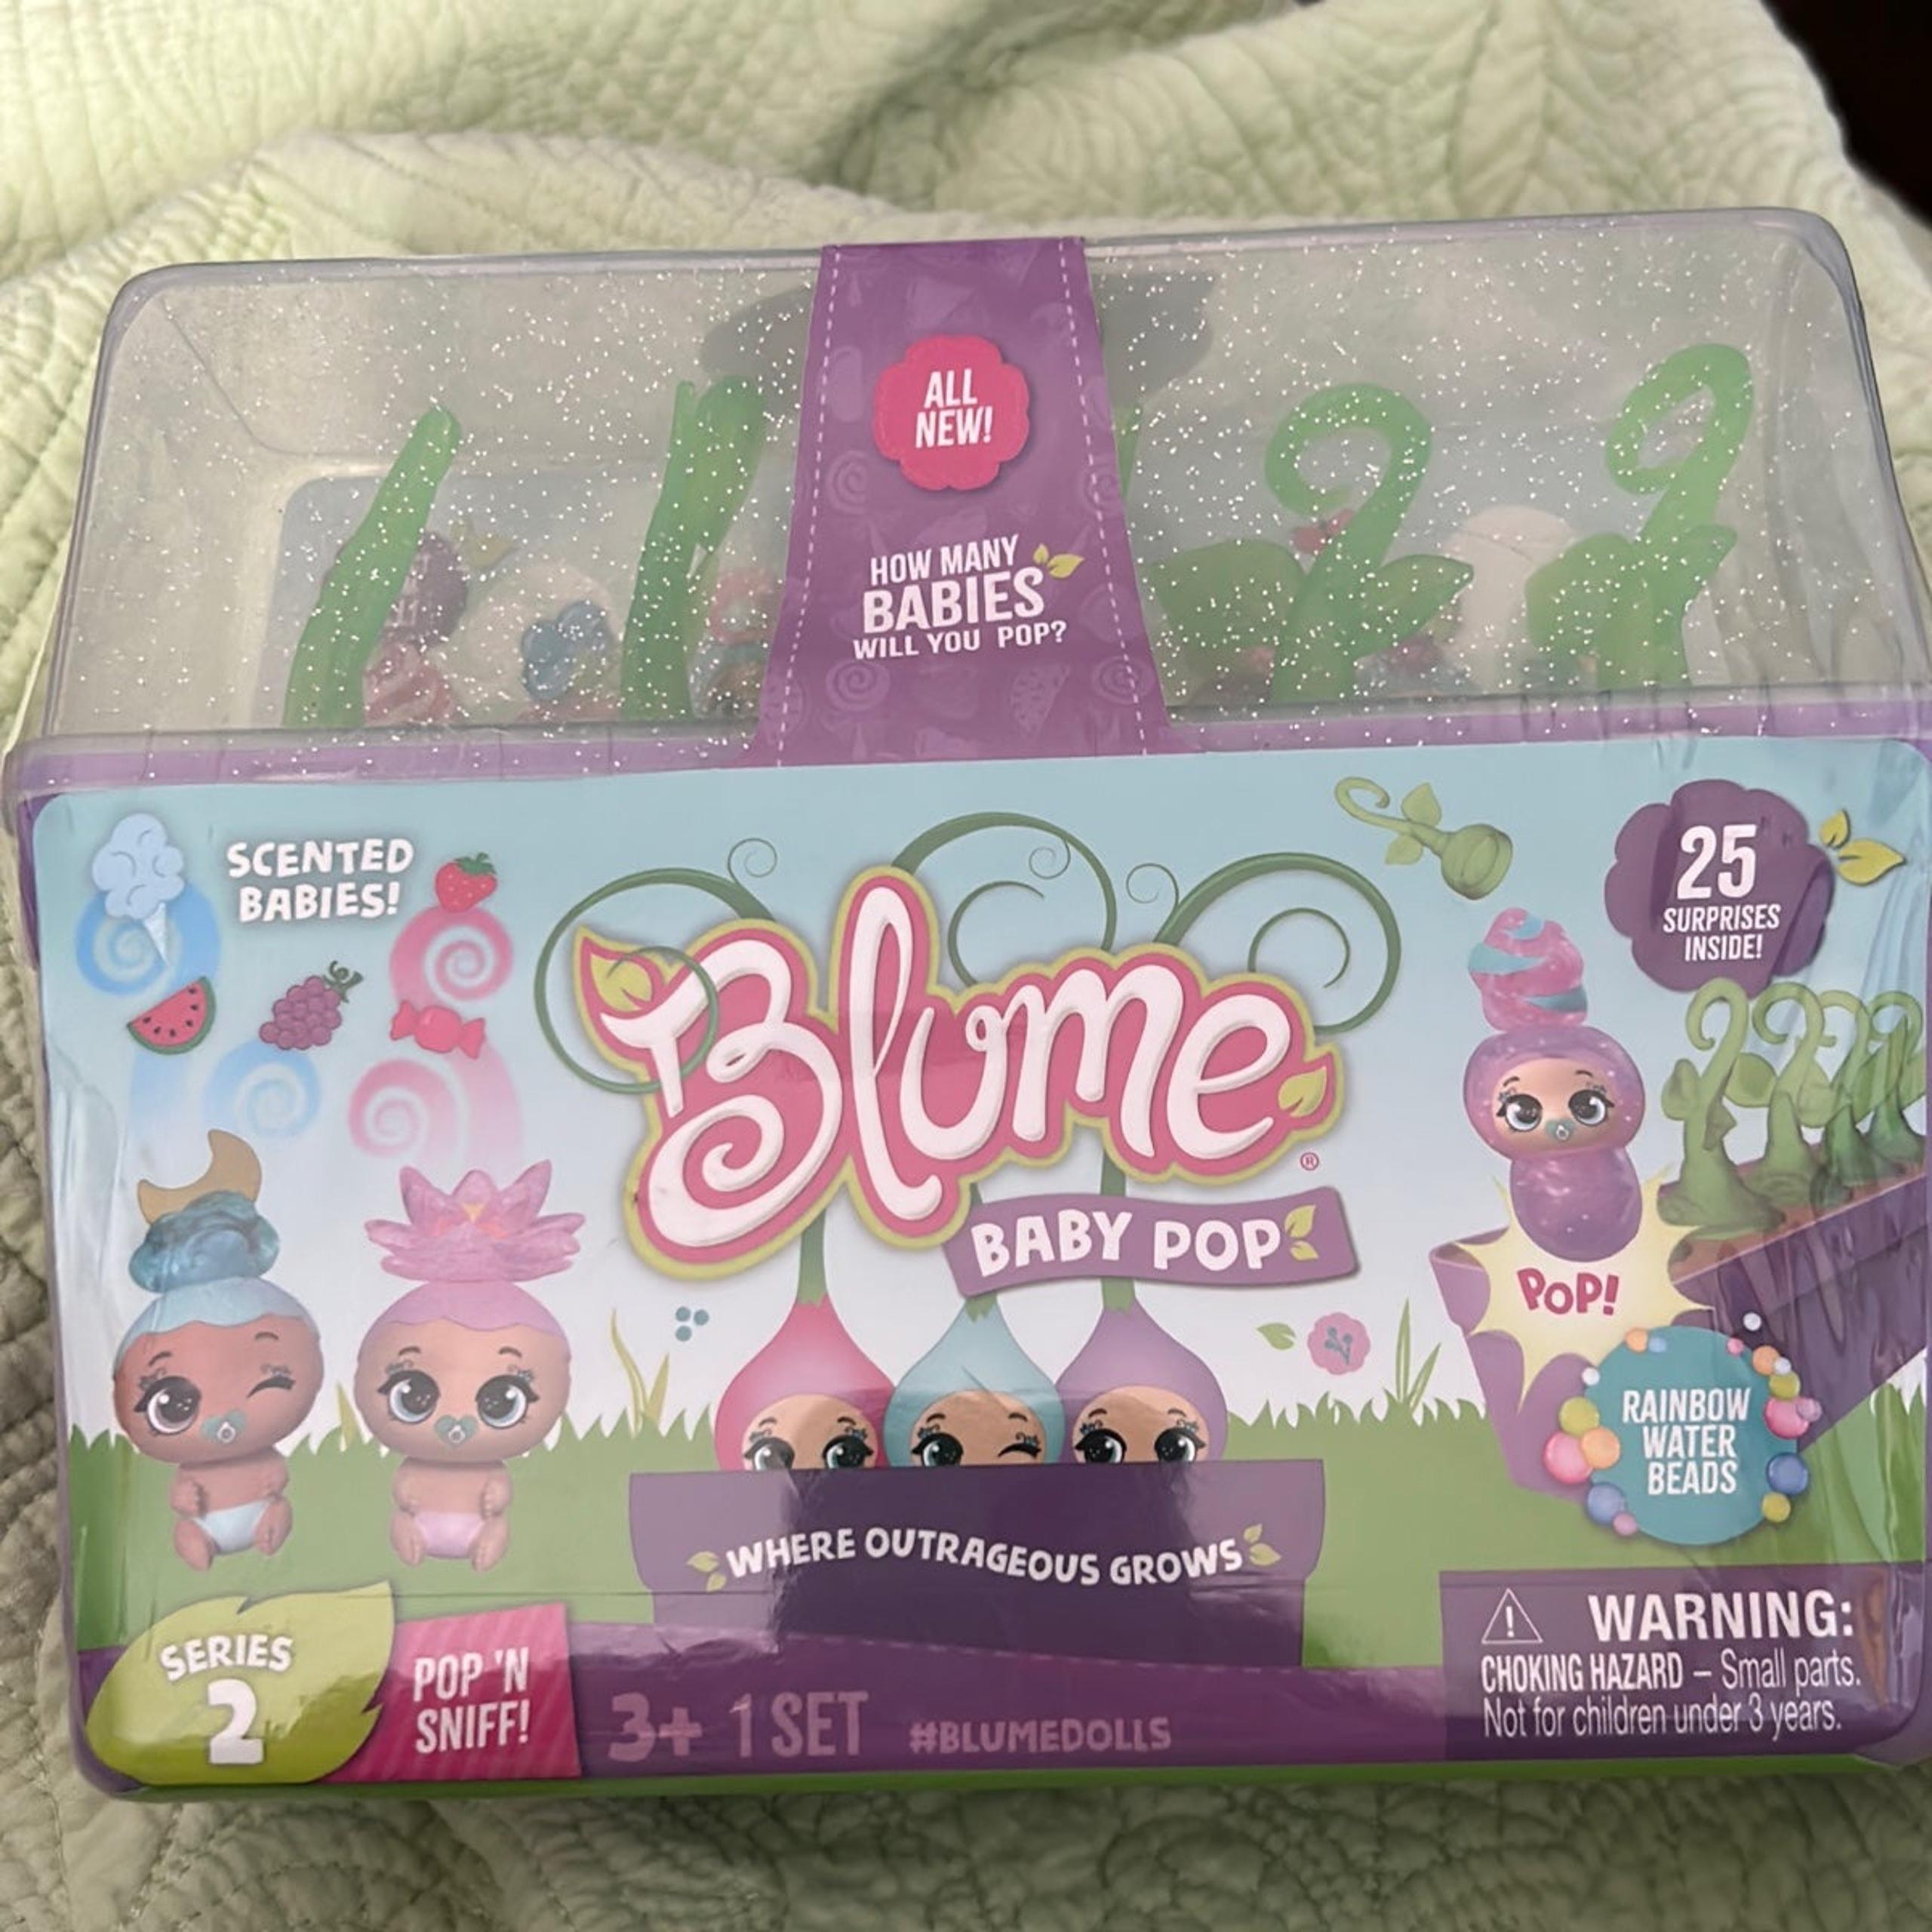 ALL
NEW!
HOW MANY
BABIES
WILL YOU POP?
SCENTED
BABIES!
25
SURPRISES
INSIDE!
Blume®
BABY POP
POP!
RAINBOW
WATER
BEADS
WHERE OUTRAGEOUS GROWS
SERIES
2
POP 'N
SNIFF!
3+ 1 SET #BLUMEDOLLS
WARNING:
CHOKING HAZARD – Small parts.
Not for children under 3 years.